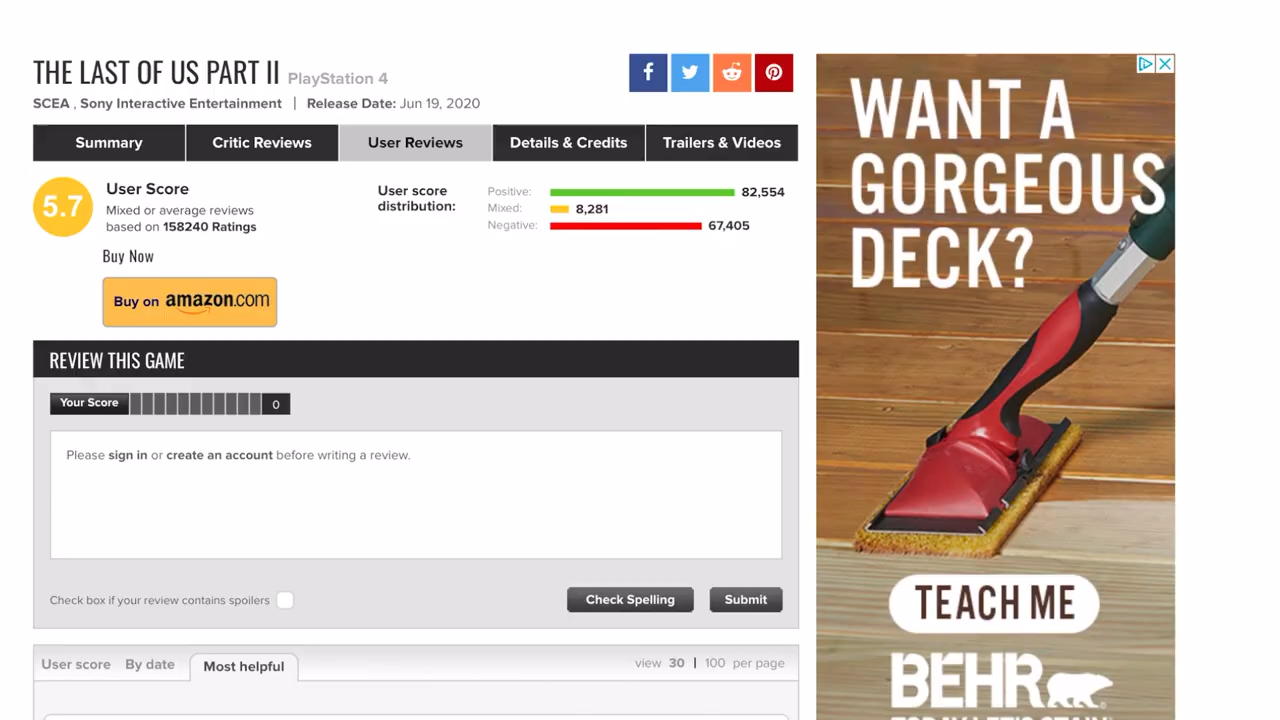 THE LAST OF US PART II PlayStation 4
SCEA , Sony Interactive Entertainment | Release Date: Jun 19, 2020
Summary
Critic Reviews
User Reviews
Details & Credits
Trailers & Videos
5.7
User Score
Mixed or average reviews
based on 158240 Ratings
User score
distribution:
Positive: 82,554
Mixed: 8,281
Negative: 67,405
Buy Now
Buy on amazon.com
REVIEW THIS GAME
Your Score 0
Please sign in or create an account before writing a review.
Check box if your review contains spoilers
Check Spelling
Submit
User score By date Most helpful
view 30 | 100 per page
WANT A
GORGEOUS
DECK?
TEACH ME
BEHR
TODAY LET'S STAIN